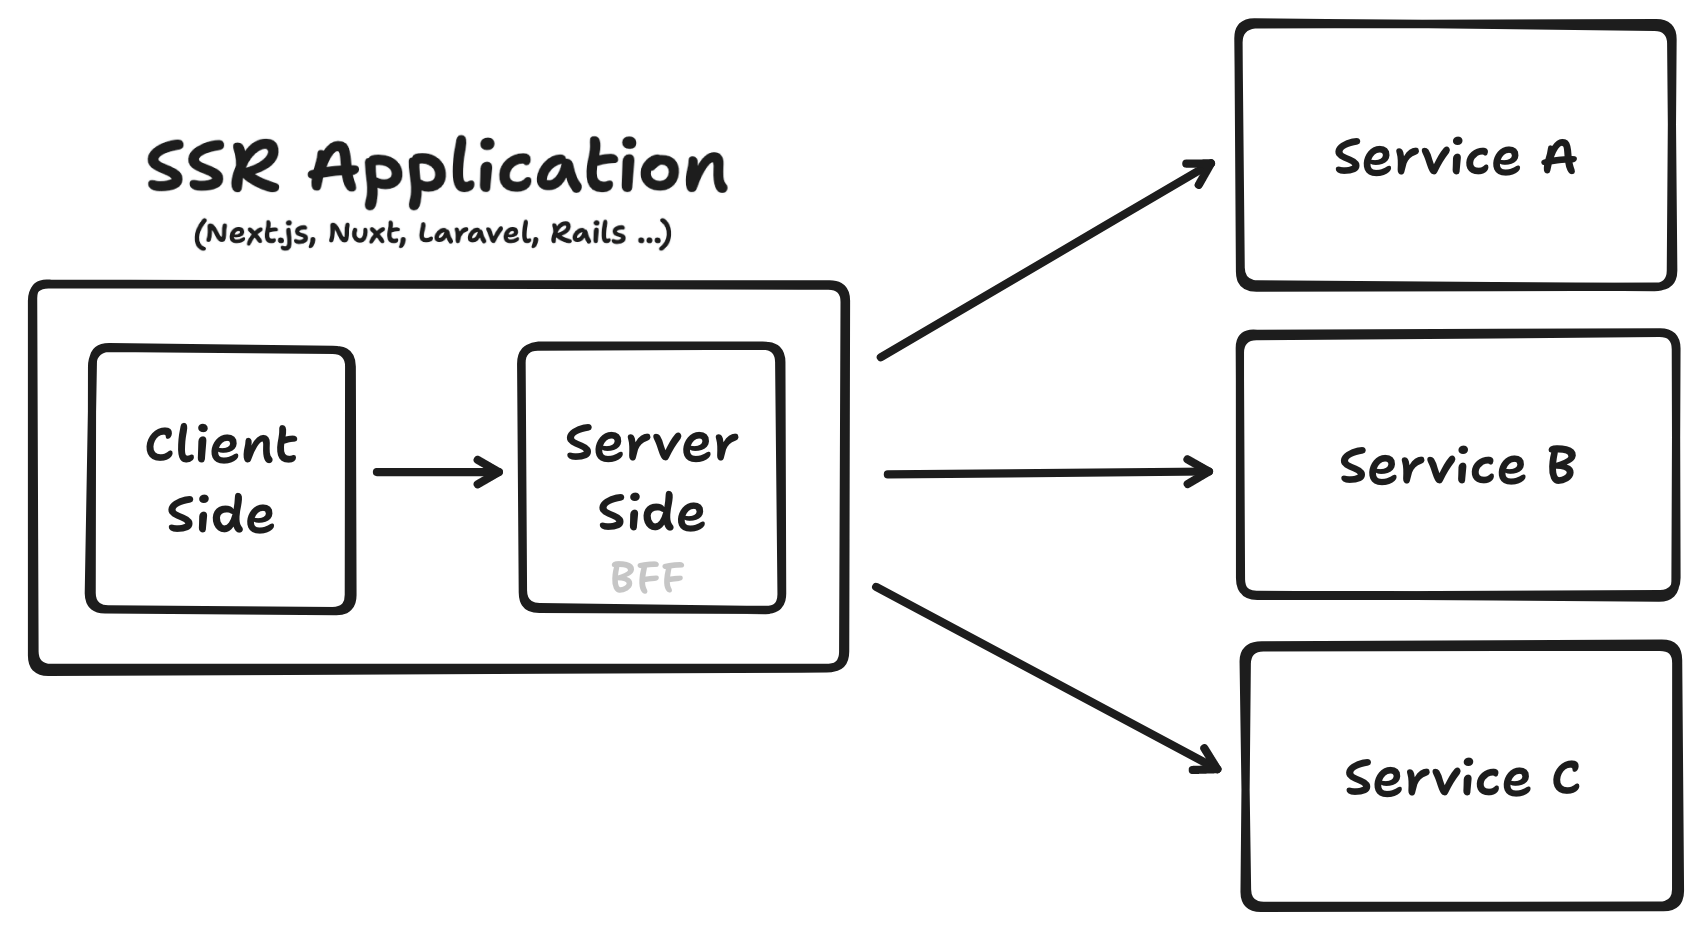 SSR Application
(Next.js, Nuxt, Laravel, Rails ...)
Client
Side
Server
Side
BFF
Service A
Service B
Service C